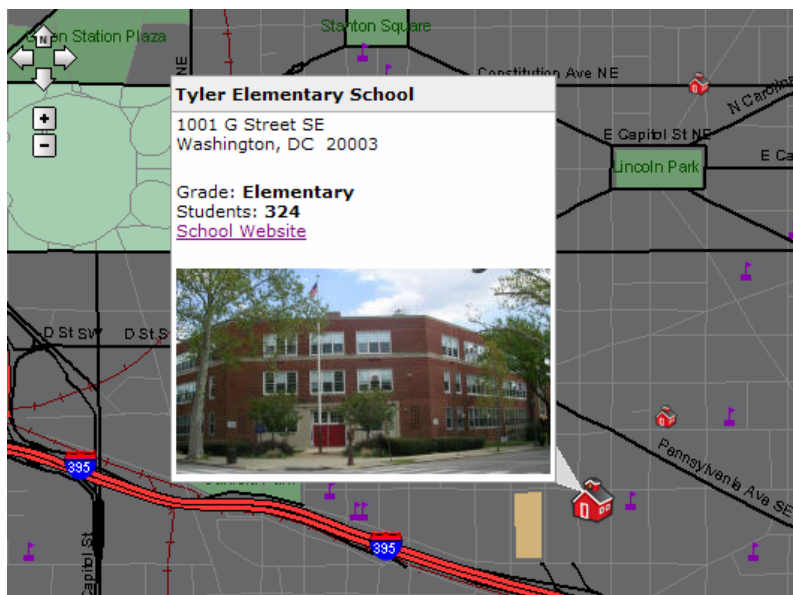 Stanton Square
Station Plaza
N
NE
Constitution Ave NE
Tyler Elementary School
1001 G Street SE
Washington, DC 20003
Grade: Elementary
Students: 324
School Website
+
-
N Carolina
E Capitol St NE
Lincoln Park
E Ca
D St SW
D St S
Pennsylvania Ave SE
395
395
Capitol St